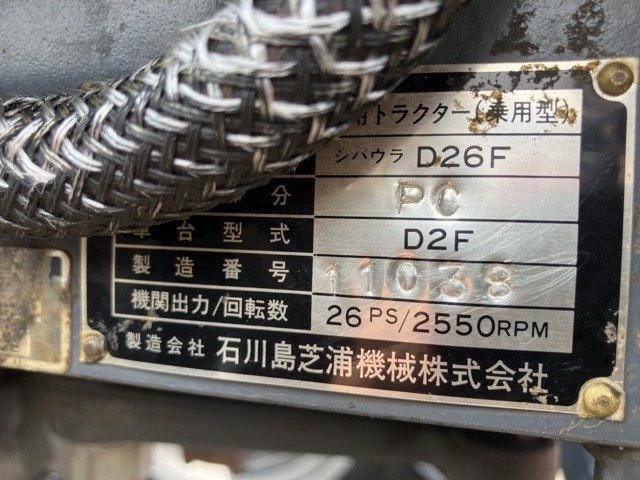 トラクター(乗用型)
シバウラ D26F
分 PC
車台型式 D2F
製造番号 11038
機関出力/回転数 26 PS/2550RPM
製造会社 石川島芝浦機械株式会社